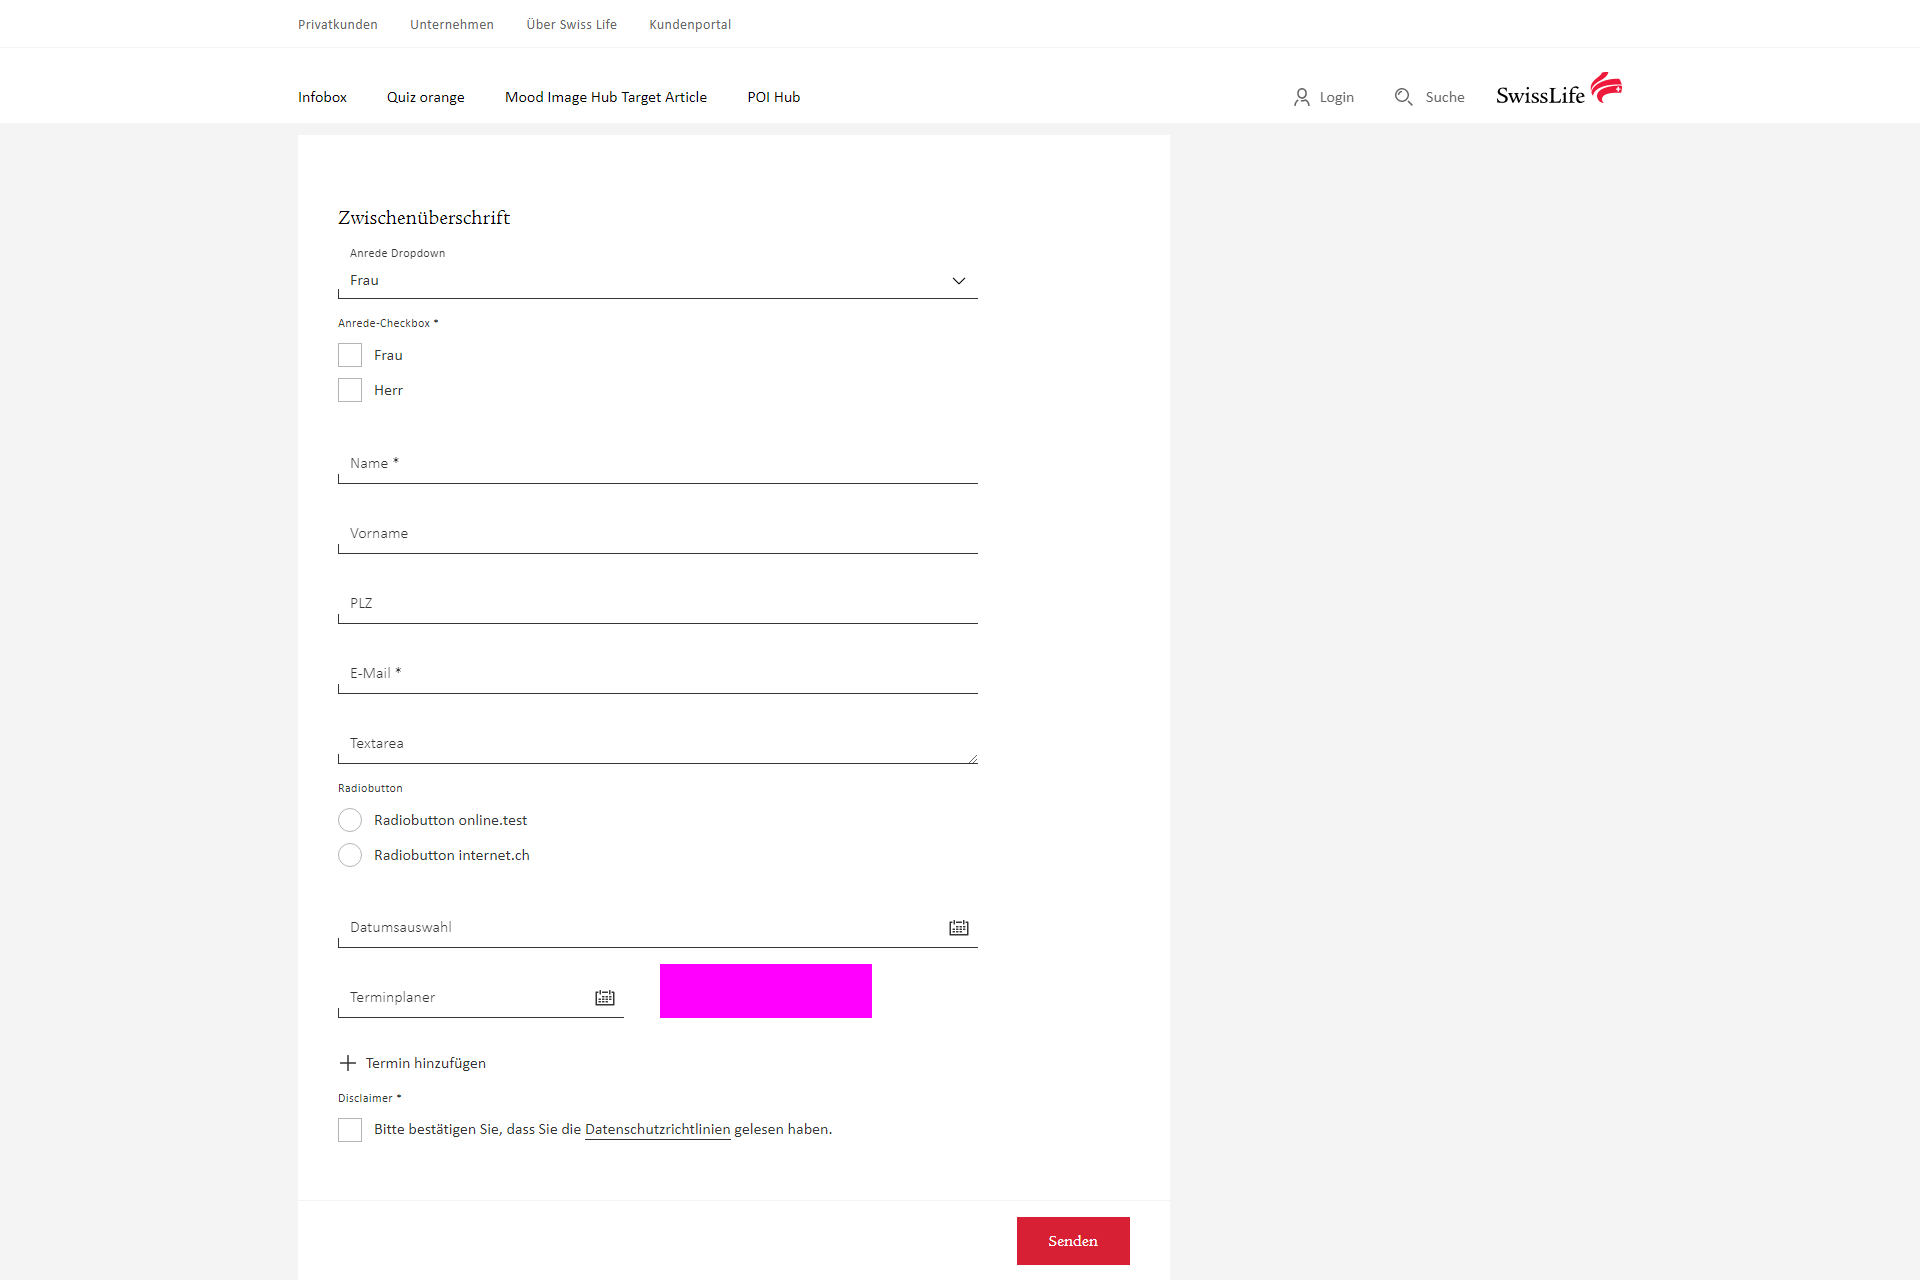 Privatkunden Unternehmen Über Swiss Life Kundenportal
Infobox Quiz orange Mood Image Hub Target Article POI Hub Login Suche SwissLife
Zwischenüberschrift
Anrede Dropdown
Frau
Anrede-Checkbox *
Frau
Herr
Name *
Vorname
PLZ
E-Mail *
Textarea
Radiobutton
Radiobutton online.test
Radiobutton internet.ch
Datumsauswahl
Terminplaner
Termin hinzufügen
Disclaimer *
Bitte bestätigen Sie, dass Sie die Datenschutzrichtlinien gelesen haben.
Senden